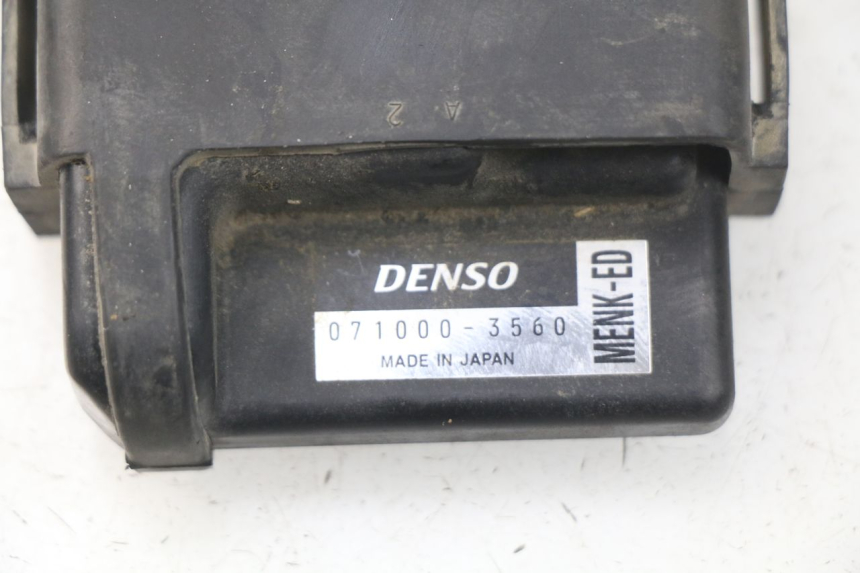 A 2
DENSO
071000-3560
MADE IN JAPAN
MENK-ED